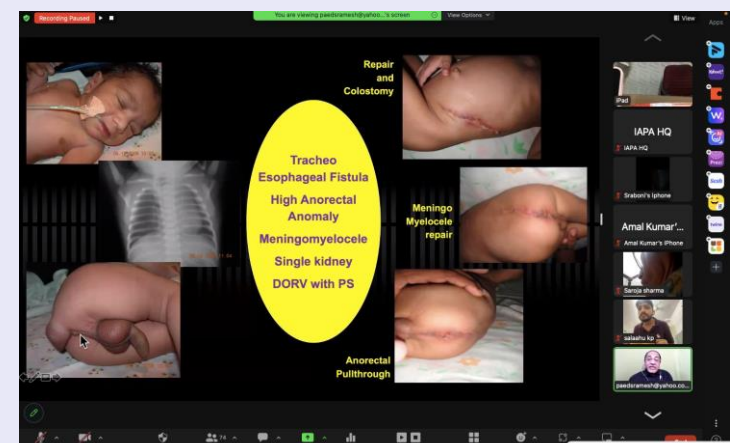 Recording Paused
You are viewing paedsramesh@yahoo...'s screen
View Options
View
Apps
Repair
and
Colostomy
Tracheo
Esophageal Fistula
High Anorectal
Anomaly
Meningomyelocele
Single kidney
DORV with PS
Meningo
Myelocele
repair
Anorectal
Pullthrough
iPad
IAPA HQ
IAPA HQ
Sraboni's Iphone
Amal Kumar'...
Amal Kumar's iPhone
Saroja sharma
salashu kp
paedsramesh@yahoo.co...
74